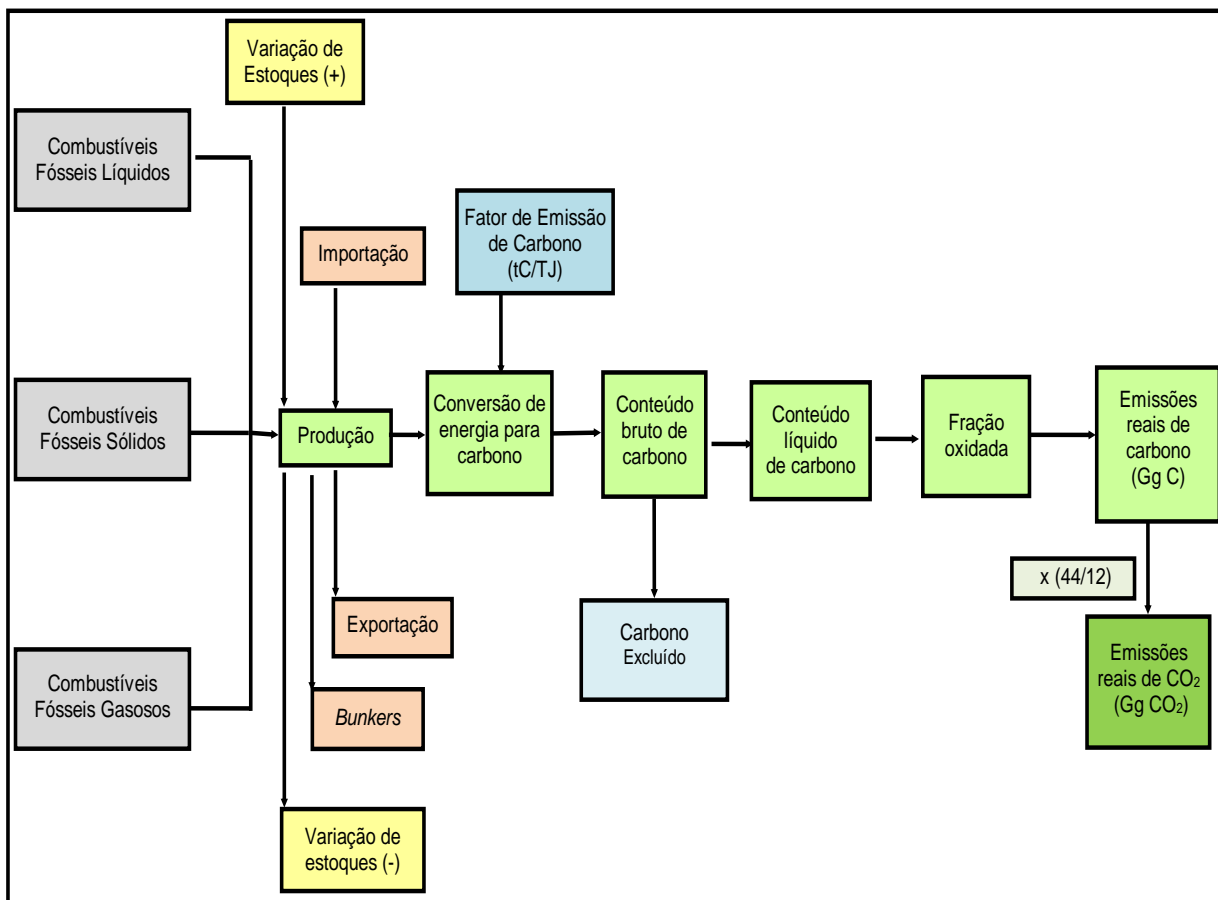 Variação de
Estoques (+)
Combustíveis
Fósseis Líquidos
Importação
Fator de Emissão
de Carbono
(tC/TJ)
Combustíveis
Fósseis Sólidos
Produção
Conversão de
energia para
carbono
Conteúdo
bruto de
carbono
Conteúdo
líquido
de carbono
Fração
oxidada
Emissões
reais de
carbono
(Gg C)
x (44/12)
Exportação
Carbono
Excluído
Emissões
reais de CO₂
(Gg CO₂)
Combustíveis
Fósseis Gasosos
Bunkers
Variação de
estoques (-)